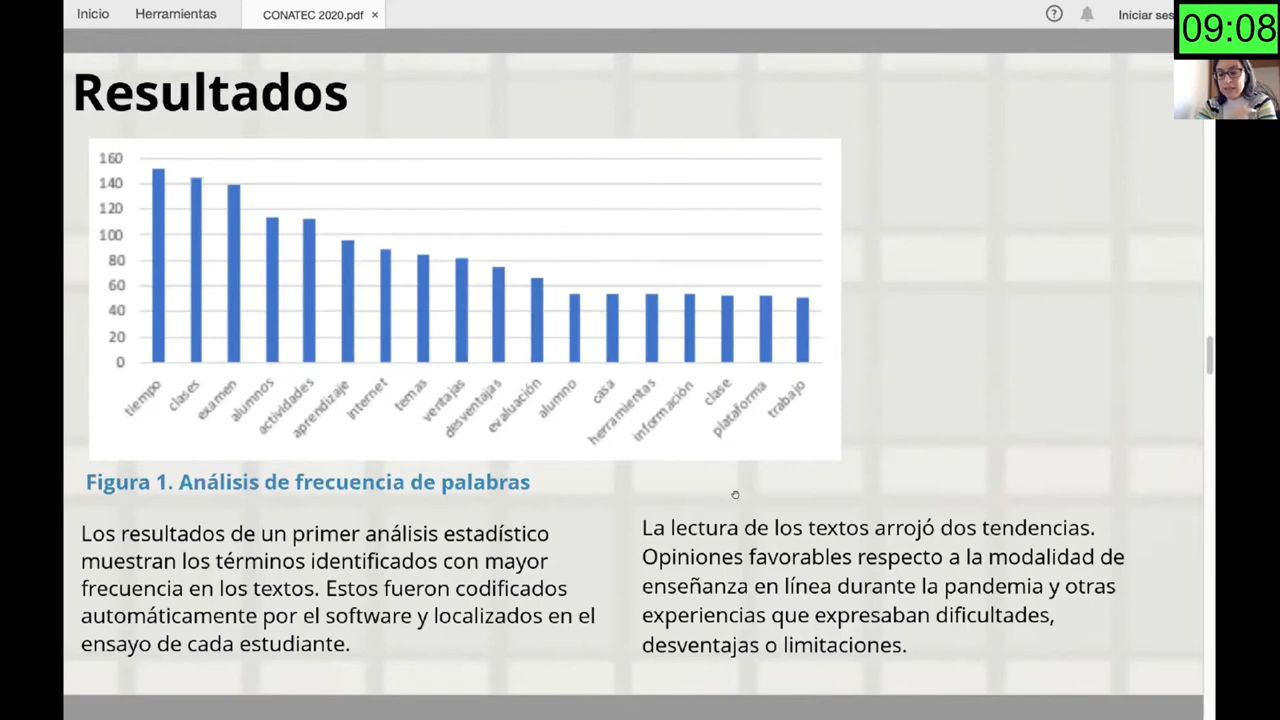 Inicio Herramientas CONATEC 2020.pdf × ? Iniciar ses
09:08
Resultados
160
140
120
100
80
60
40
20
0
tiempo clases examen alumnos actividades aprendizaje Internet temas ventajas desventajas evaluación alumno casa herramientas información clase plataforma trabajo
Figura 1. Análisis de frecuencia de palabras
Los resultados de un primer análisis estadístico
muestran los términos identificados con mayor
frecuencia en los textos. Estos fueron codificados
automáticamente por el software y localizados en el
ensayo de cada estudiante.
La lectura de los textos arrojó dos tendencias.
Opiniones favorables respecto a la modalidad de
enseñanza en línea durante la pandemia y otras
experiencias que expresaban dificultades,
desventajas o limitaciones.